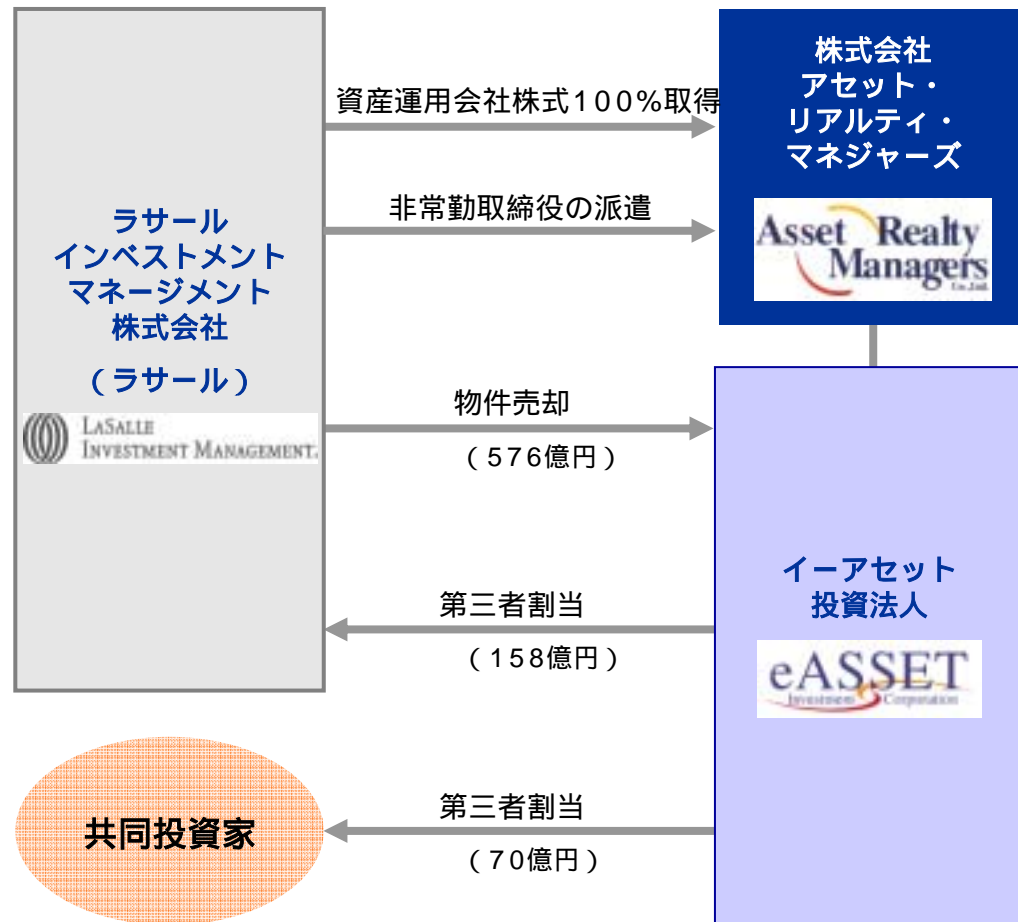 ラサール
インベストメント
マネージメント
株式会社
(ラサール)
LASALLE
INVESTMENT MANAGEMENT.
資産運用会社株式100%取得
非常勤取締役の派遣
株式会社
アセット・
リアルティ・
マネジャーズ
Asset Realty
Managers
Co.,Ltd.
物件売却
(576億円)
第三者割当
(158億円)
イーアセット
投資法人
eASSET
Investment Corporation
共同投資家
第三者割当
(70億円)